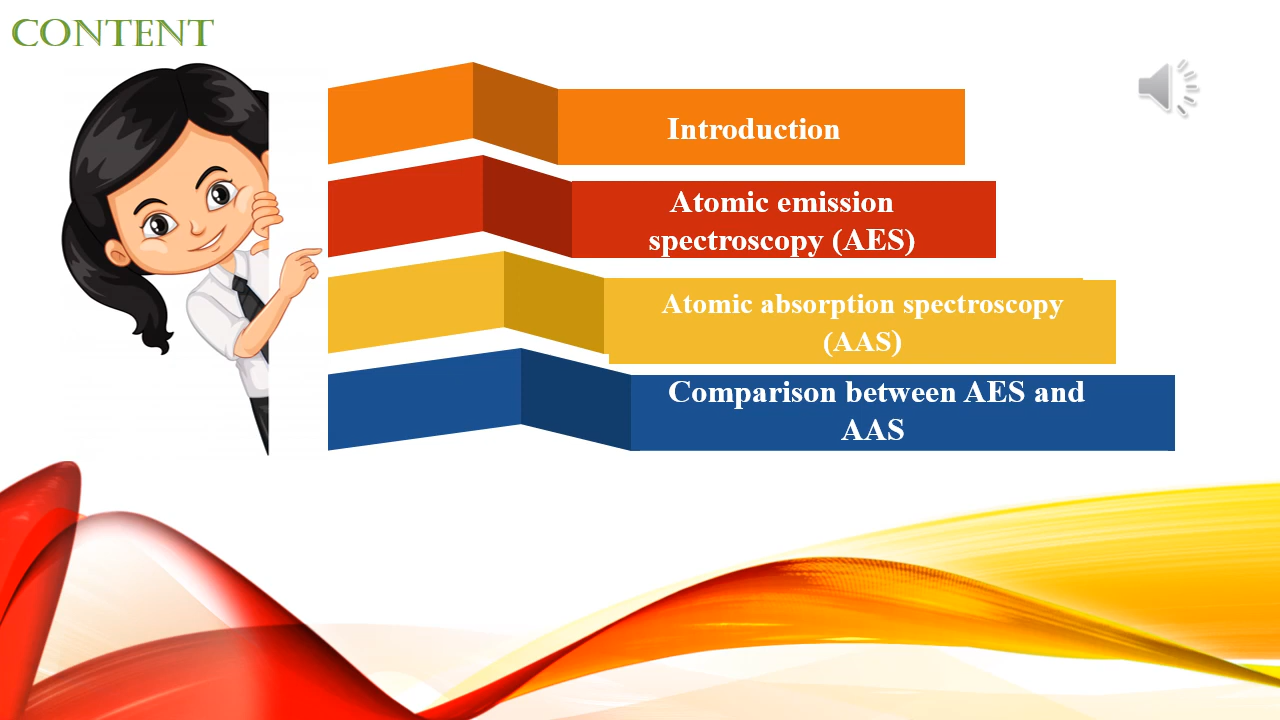 CONTENT
Introduction
Atomic emission
spectroscopy (AES)
Atomic absorption spectroscopy
(AAS)
Comparison between AES and
AAS